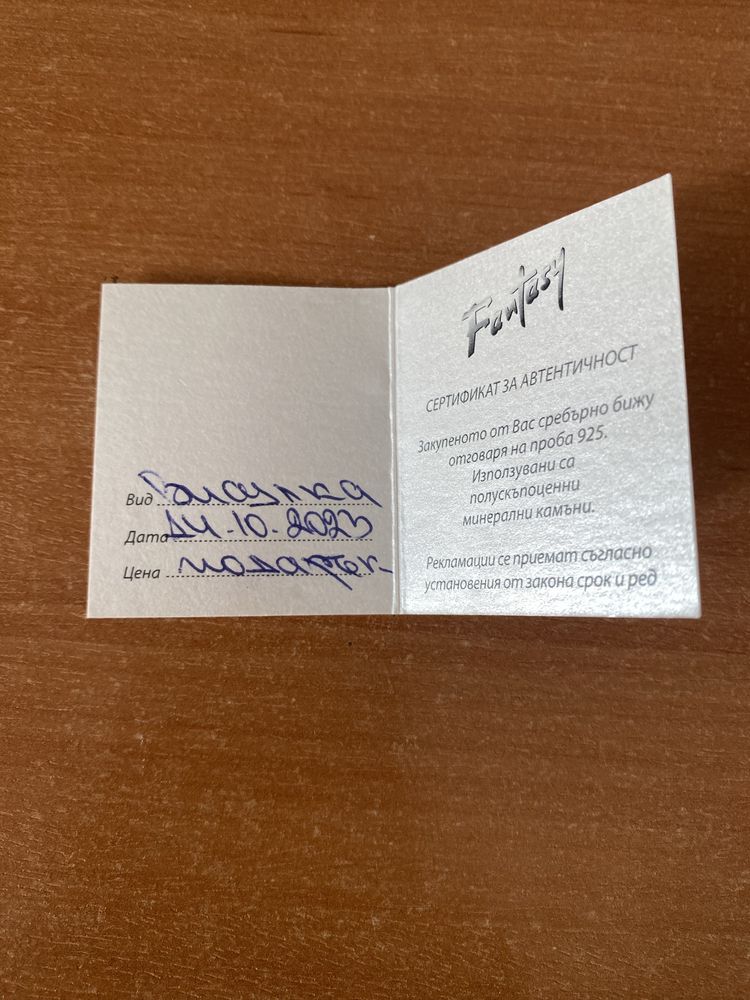 Вид
Дата 24.10.2023
Цена подарък
Fantasy
СЕРТИФИКАТ ЗА АВТЕНТИЧНОСТ
Закупеното от Вас сребърно бижу
отговаря на проба 925.
Използувани са
полускъпоценни
минерални камъни.
Рекламации се приемат съгласно
установения от закона срок и ред